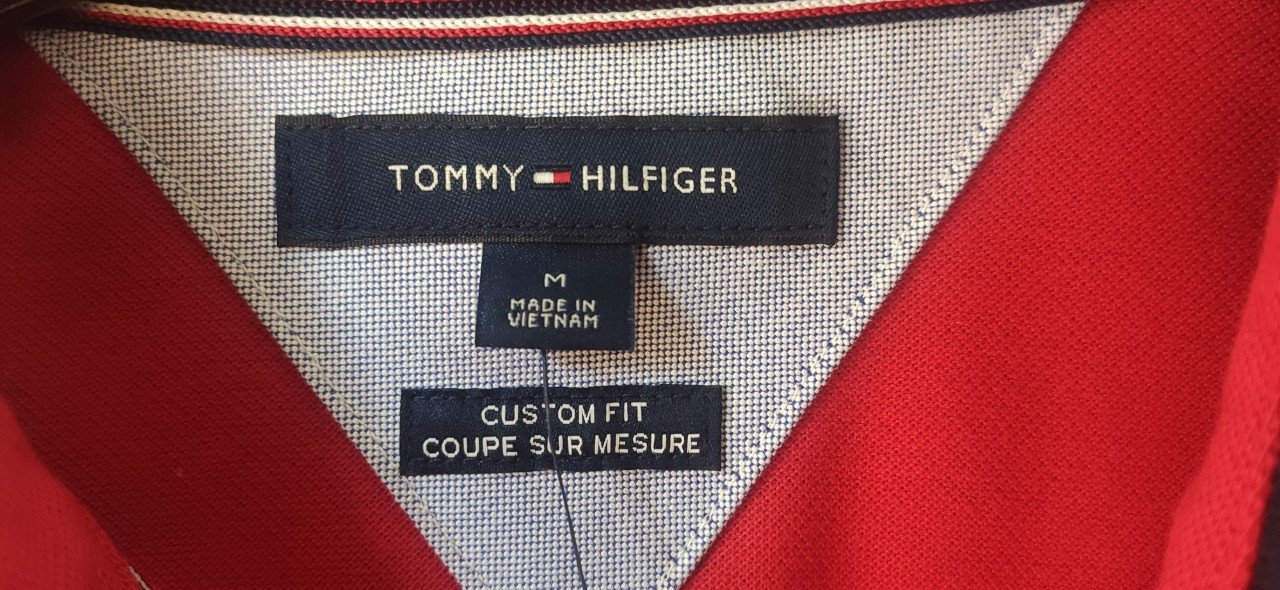 TOMMY HILFIGER
M
MADE IN
VIETNAM
CUSTOM FIT
COUPE SUR MESURE